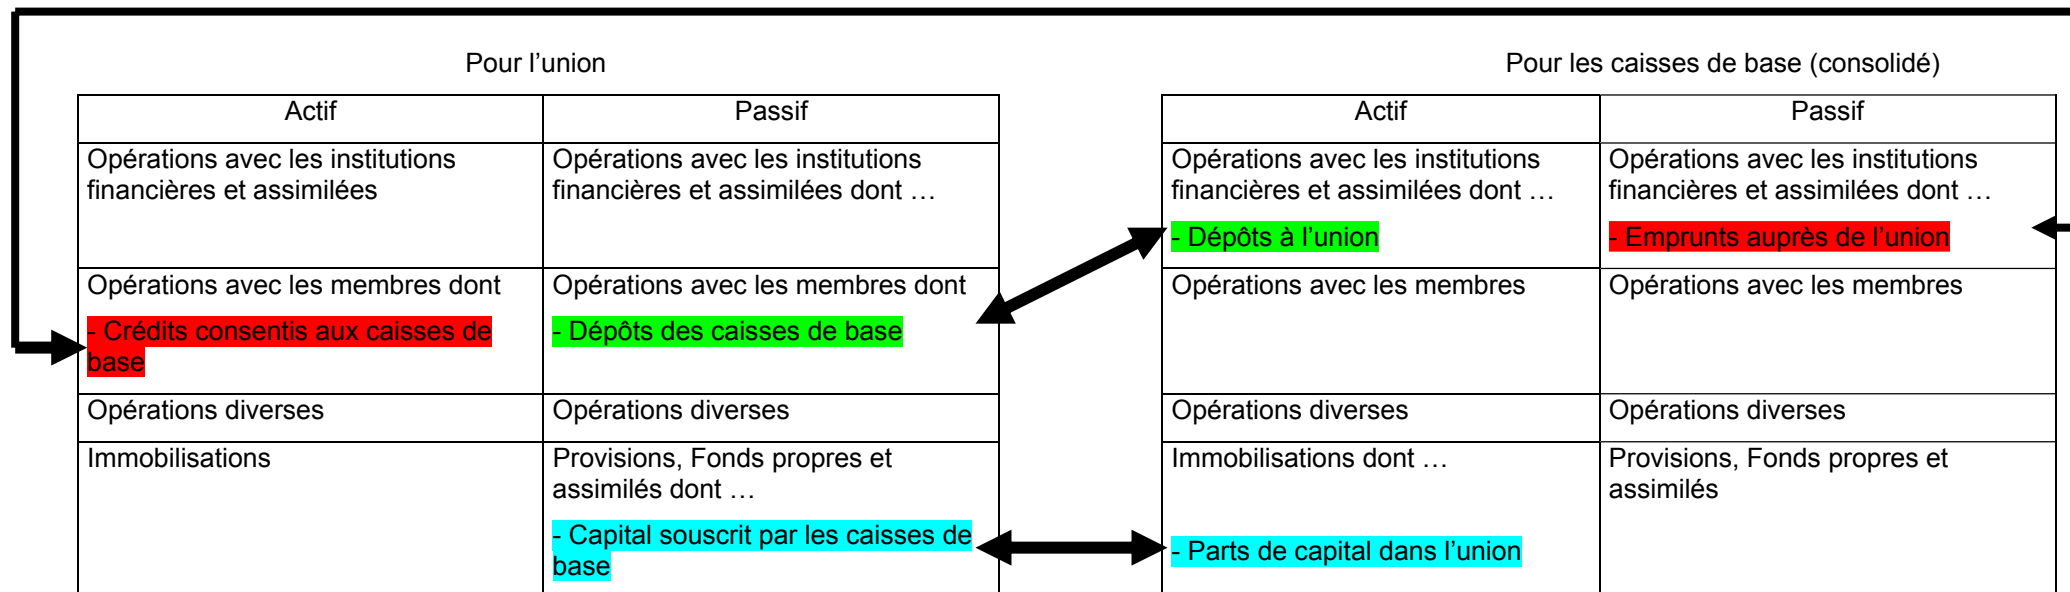 Pour l’union
Pour les caisses de base (consolidé)
Actif
Passif
Actif
Passif
Opérations avec les institutions
financières et assimilées
Opérations avec les institutions
financières et assimilées dont …
Opérations avec les institutions
financières et assimilées dont …
- Dépôts à l’union
Opérations avec les institutions
financières et assimilées dont …
- Emprunts auprès de l’union
Opérations avec les membres dont
- Crédits consentis aux caisses de
base
Opérations avec les membres dont
- Dépôts des caisses de base
Opérations avec les membres
Opérations avec les membres
Opérations diverses
Opérations diverses
Opérations diverses
Opérations diverses
Immobilisations
Provisions, Fonds propres et
assimilés dont …
- Capital souscrit par les caisses de
base
Immobilisations dont …
- Parts de capital dans l’union
Provisions, Fonds propres et
assimilés